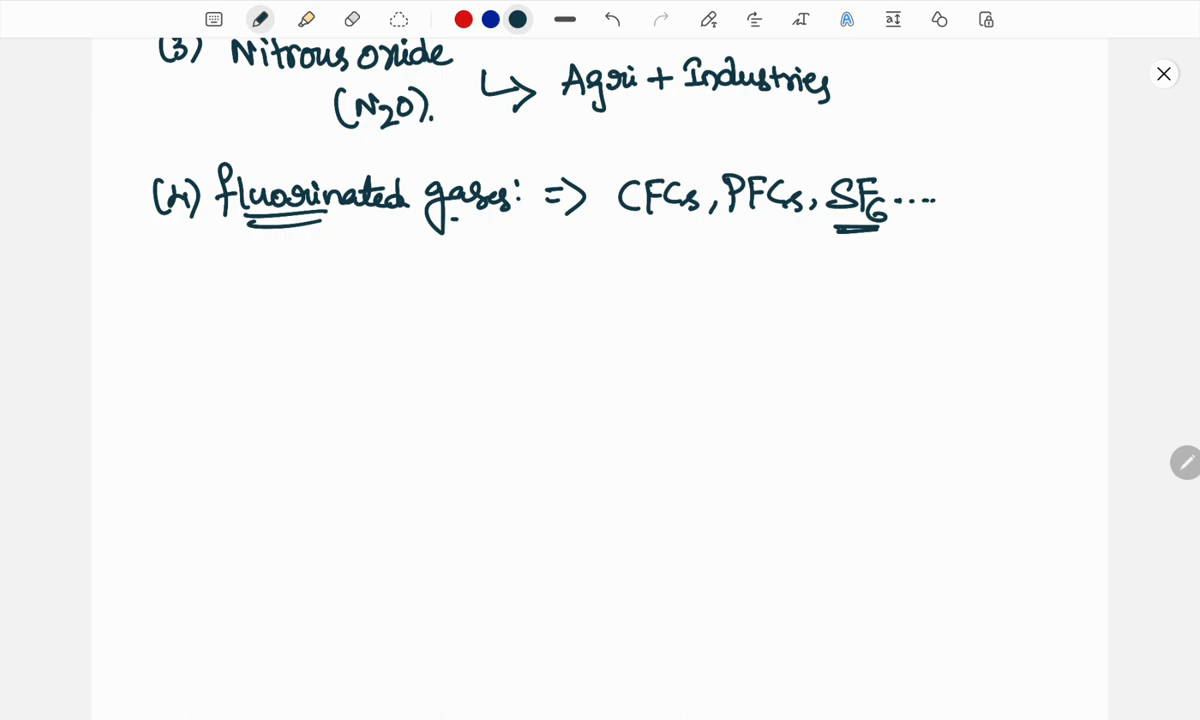 (3) Nitrous oxide
(N₂O).
↳ Agri + Industries
(4) fluorinated gases: => CFCs, PFCs, SF₆....